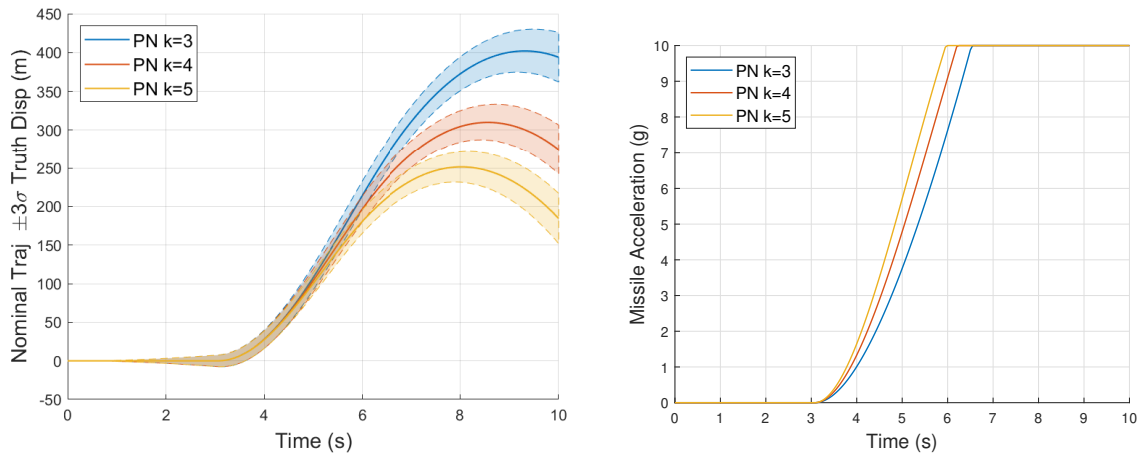 450
400
350
300
250
200
150
100
50
0
-50
Nominal Traj ±3σ Truth Disp (m)
PN k=3
PN k=4
PN k=5
0 2 4 6 8 10
Time (s)
10
9
8
7
6
5
4
3
2
1
0
Missile Acceleration (g)
PN k=3
PN k=4
PN k=5
0 1 2 3 4 5 6 7 8 9 10
Time (s)